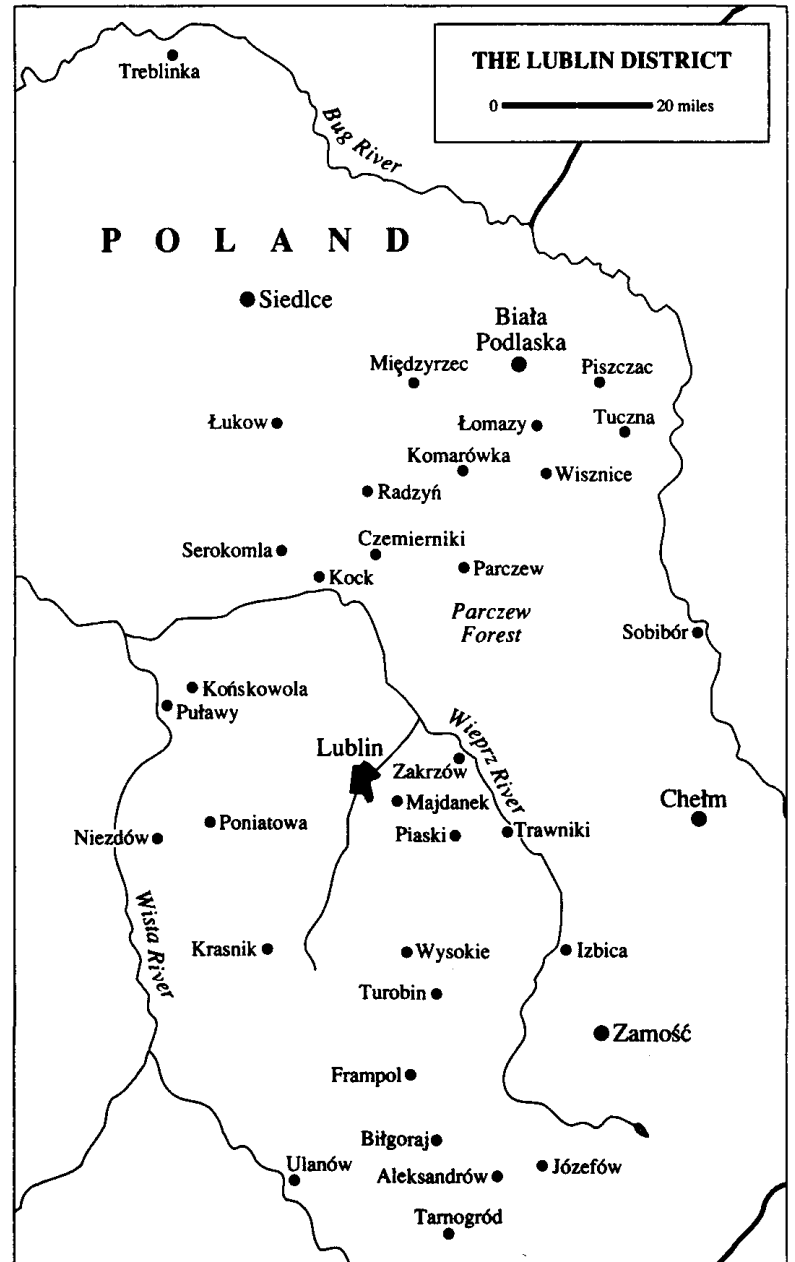 THE LUBLIN DISTRICT
0 20 miles
Treblinka
Bug River
POLAND
Siedlce
Biała
Podlaska
Międzyrzec
Piszczac
Łukow
Łomazy
Tuczna
Komarówka
Wisznice
Radzyń
Serokomla
Czemierniki
Kock
Parczew
Parczew
Forest
Sobibór
Końskowola
Puławy
Wieprz River
Lublin
Zakrzów
Majdanek
Chełm
Niezdów
Poniatowa
Piaski
Trawniki
Wista River
Krasnik
Wysokie
Izbica
Turobin
Zamość
Frampol
Biłgoraj
Ulanów
Aleksandrów
Józefów
Tarnogród